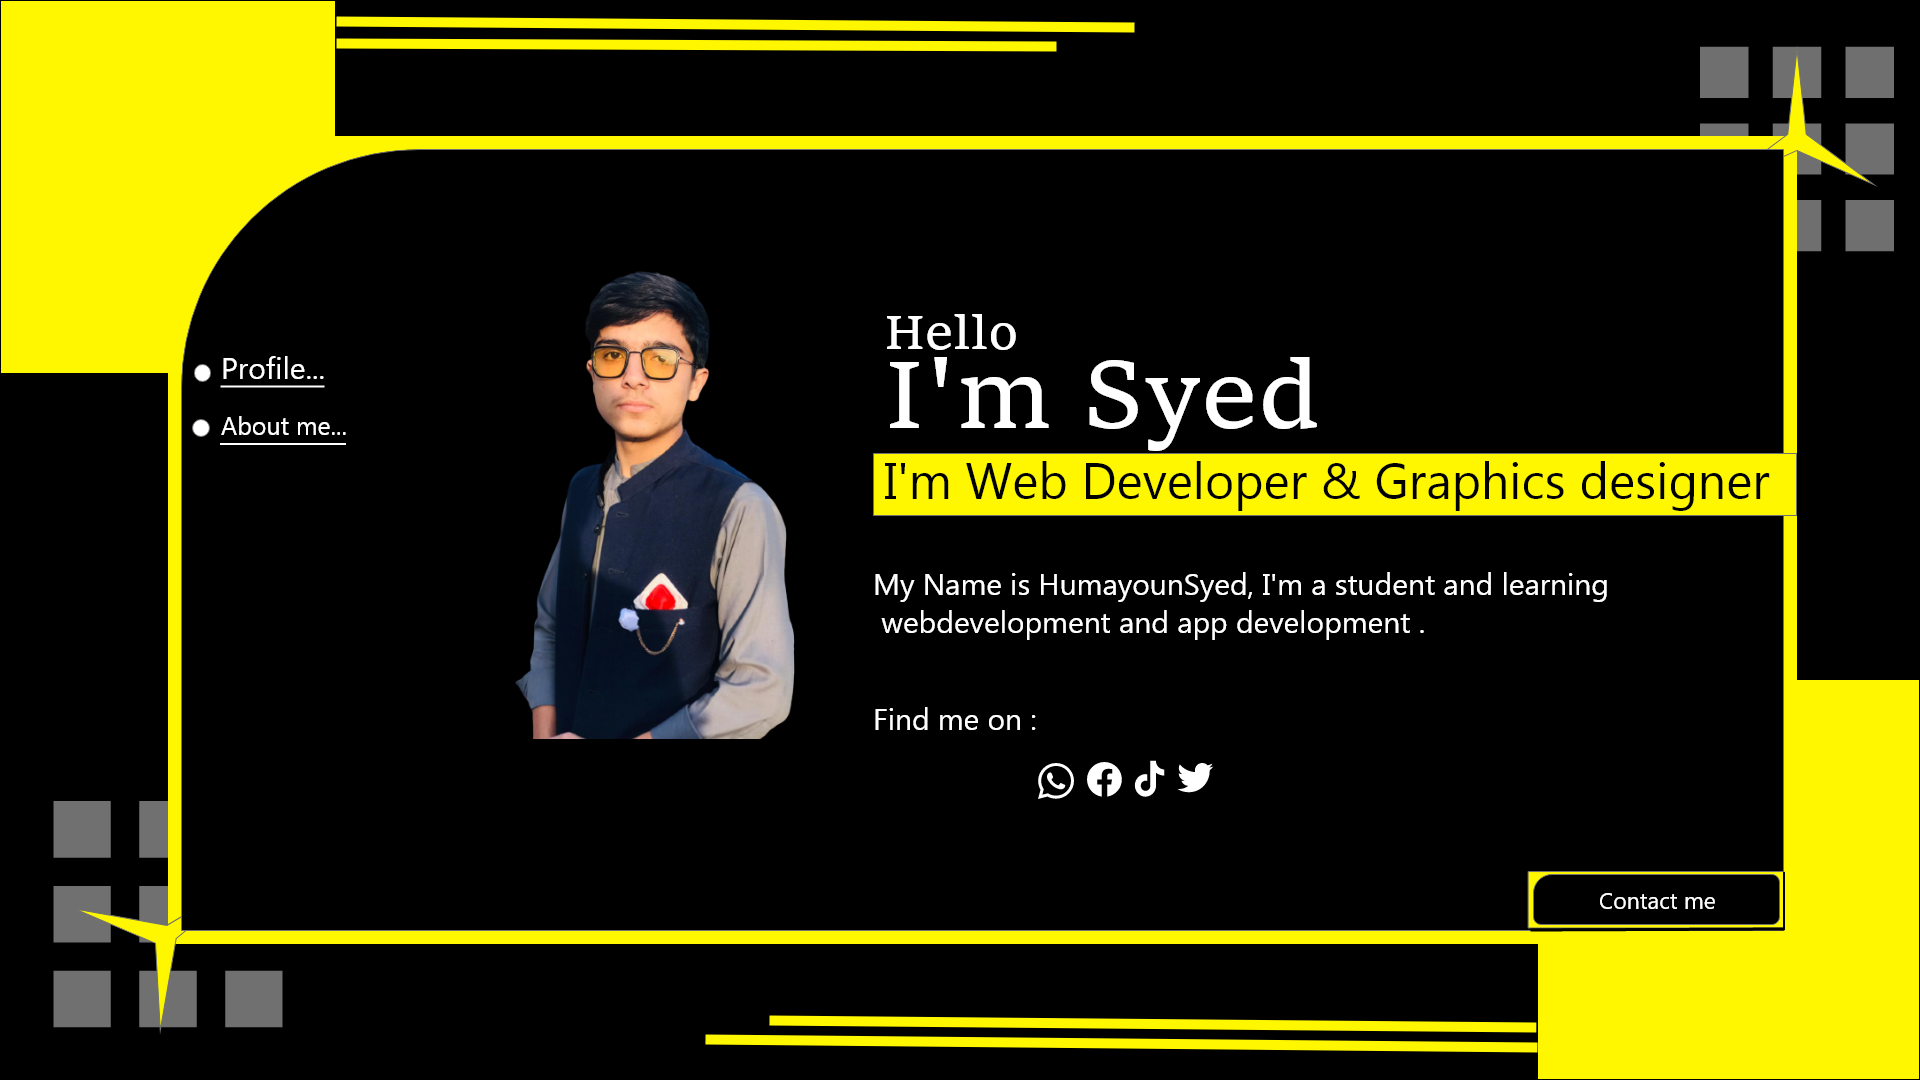 Profile...
About me...
Hello
I'm Syed
I'm Web Developer & Graphics designer
My Name is HumayounSyed, I'm a student and learning
webdevelopment and app development .
Find me on :
Contact me